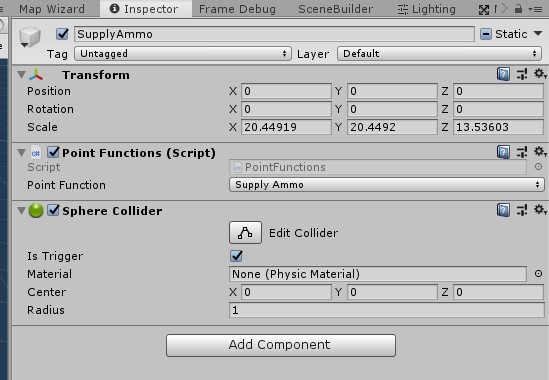 Map Wizard Inspector Frame Debug SceneBuilder Lighting
SupplyAmmo Static
Tag Untagged Layer Default
Transform
Position X 0 Y 0 Z 0
Rotation X 0 Y 0 Z 0
Scale X 20.44919 Y 20.4492 Z 13.53603
Point Functions (Script)
Script PointFunctions
Point Function Supply Ammo
Sphere Collider
Edit Collider
Is Trigger
Material None (Physic Material)
Center X 0 Y 0 Z 0
Radius 1
Add Component